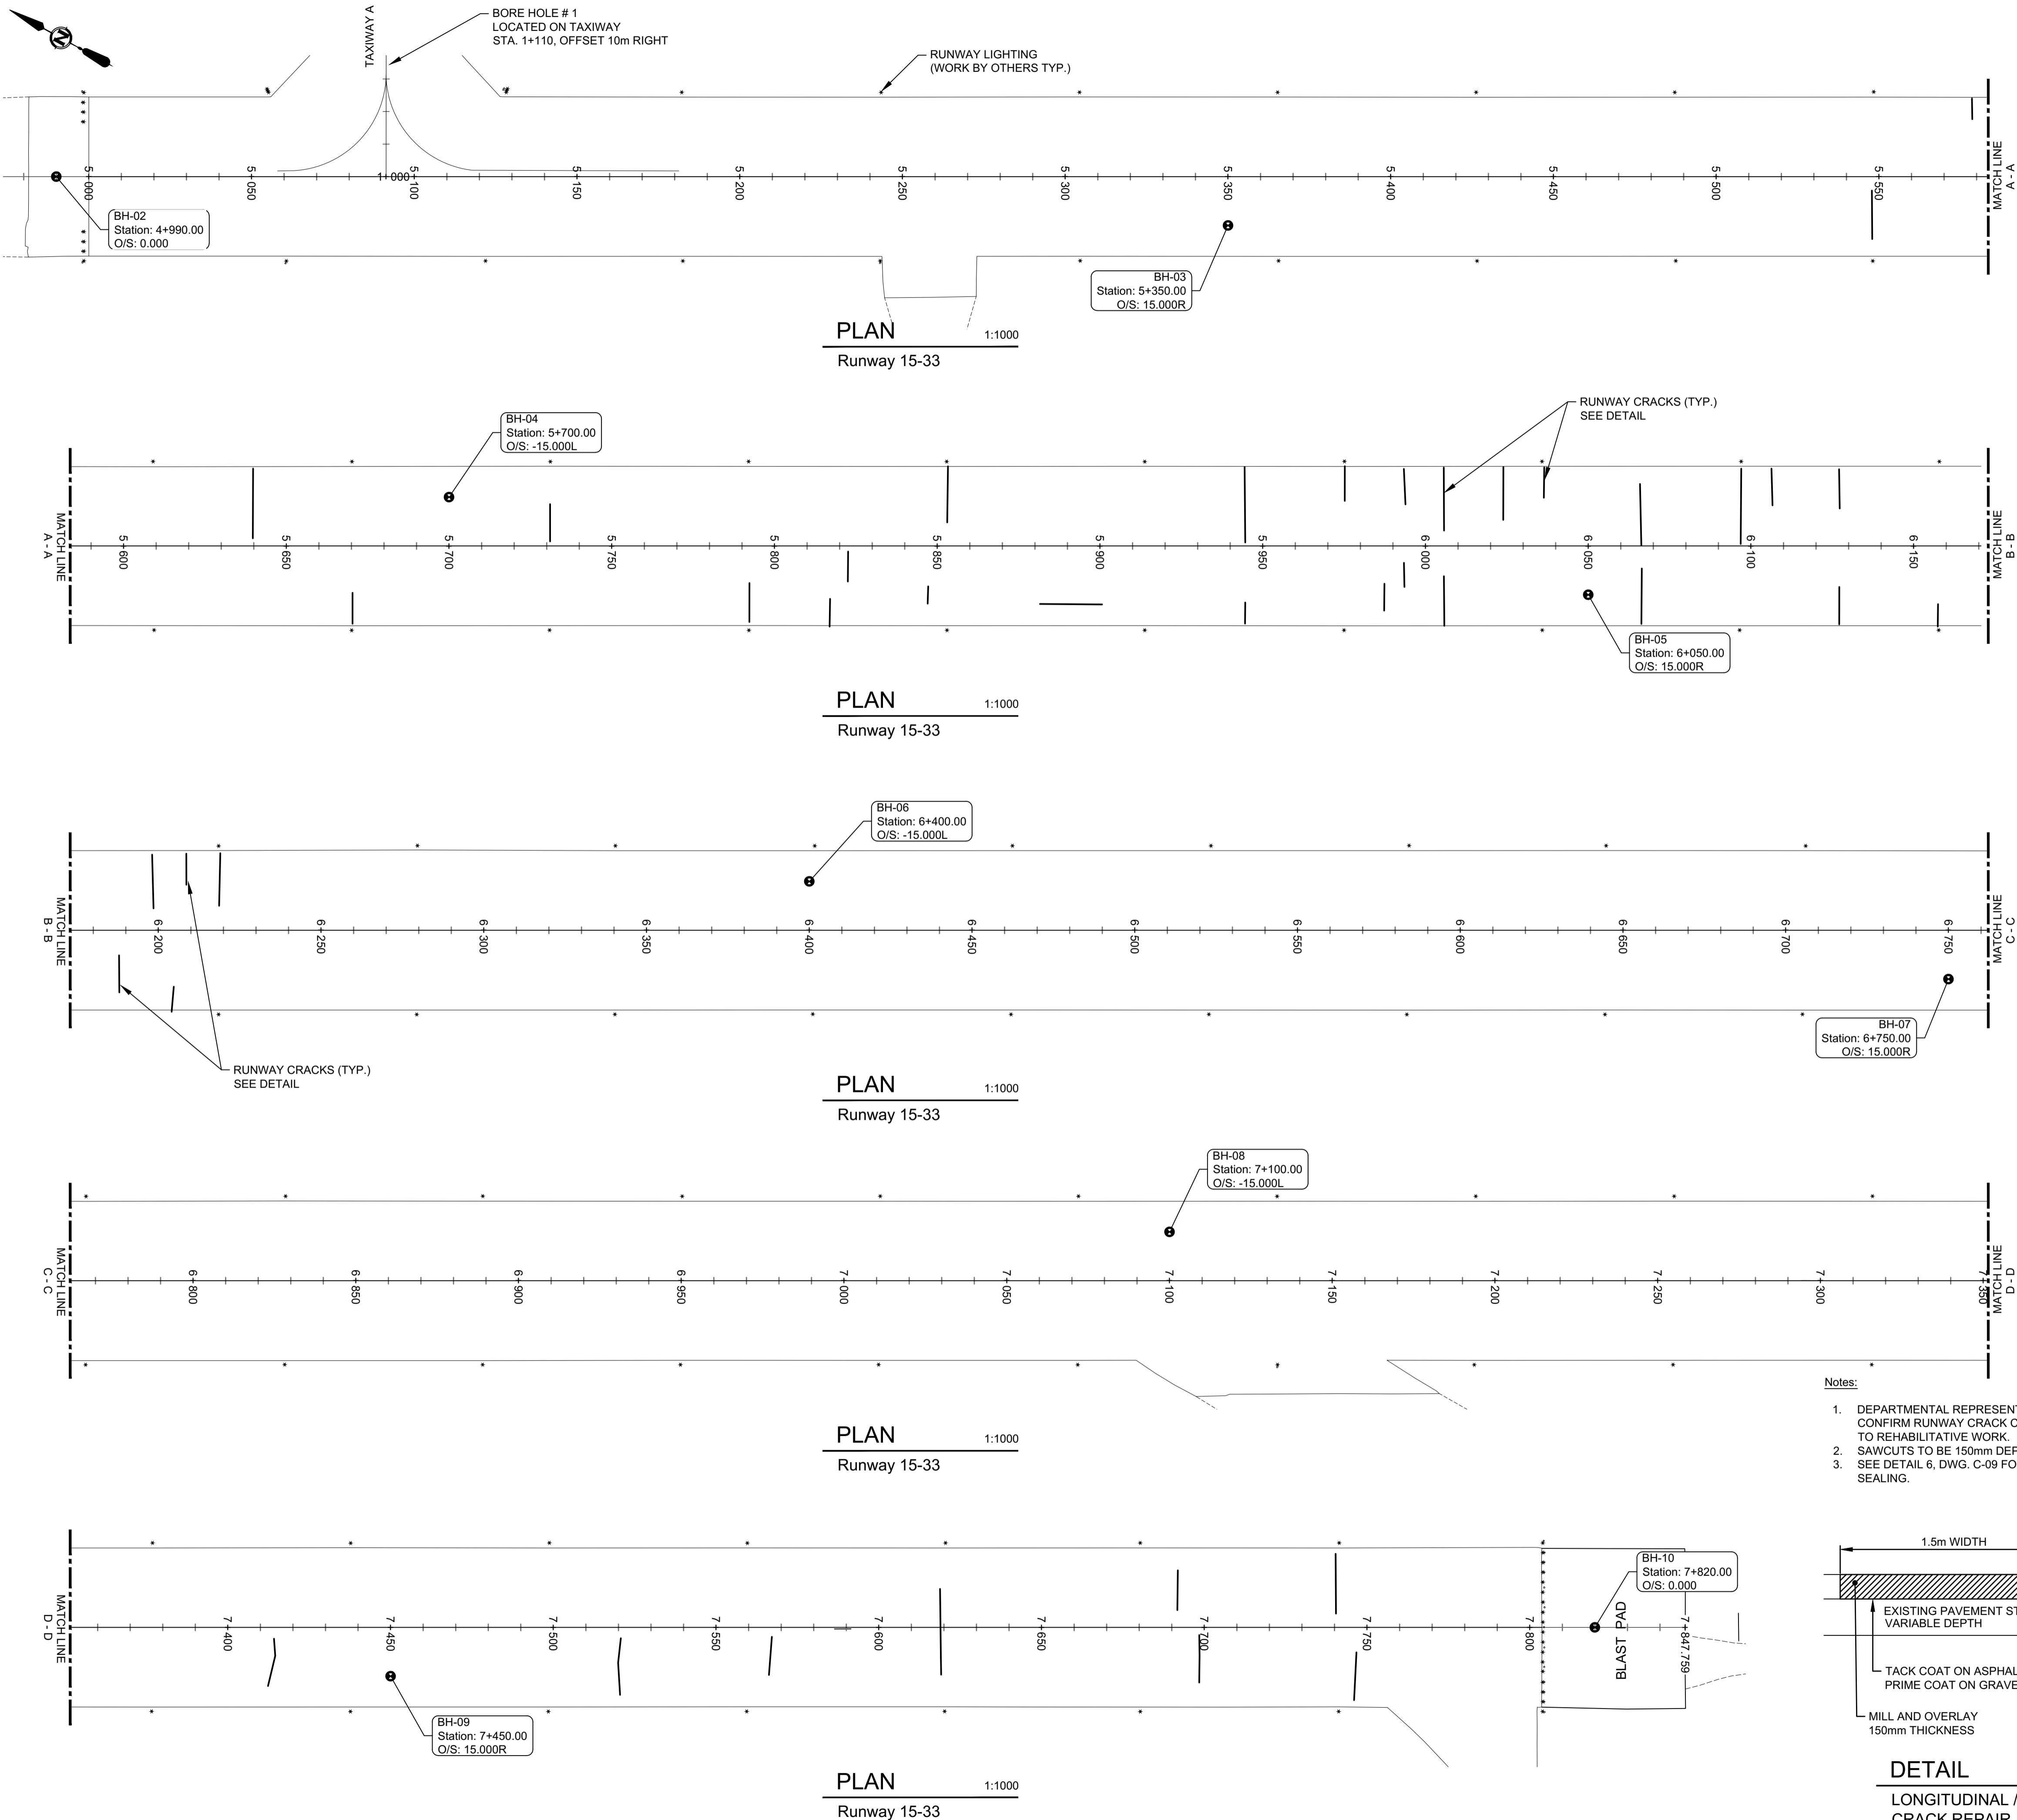 N
TAXIWAY A
BORE HOLE # 1
LOCATED ON TAXIWAY
STA. 1+110, OFFSET 10m RIGHT
RUNWAY LIGHTING
(WORK BY OTHERS TYP.)
5+000
5+050
1+000
5+100
5+150
5+200
5+250
5+300
5+350
5+400
5+450
5+500
5+550
MATCH LINE
A - A
BH-02
Station: 4+990.00
O/S: 0.000
BH-03
Station: 5+350.00
O/S: 15.000R
PLAN 1:1000
Runway 15-33
BH-04
Station: 5+700.00
O/S: -15.000L
RUNWAY CRACKS (TYP.)
SEE DETAIL
MATCH LINE
A - A
5+600
5+650
5+700
5+750
5+800
5+850
5+900
5+950
6+000
6+050
6+100
6+150
MATCH LINE
B - B
BH-05
Station: 6+050.00
O/S: 15.000R
PLAN 1:1000
Runway 15-33
BH-06
Station: 6+400.00
O/S: -15.000L
MATCH LINE
B - B
6+200
6+250
6+300
6+350
6+400
6+450
6+500
6+550
6+600
6+650
6+700
6+750
MATCH LINE
C - C
BH-07
Station: 6+750.00
O/S: 15.000R
RUNWAY CRACKS (TYP.)
SEE DETAIL
PLAN 1:1000
Runway 15-33
BH-08
Station: 7+100.00
O/S: -15.000L
MATCH LINE
C - C
6+800
6+850
6+900
6+950
7+000
7+050
7+100
7+150
7+200
7+250
7+300
7+350
MATCH LINE
D - D
PLAN 1:1000
Runway 15-33
Notes:
1. DEPARTMENTAL REPRESENT
CONFIRM RUNWAY CRACK
TO REHABILITATIVE WORK.
2. SAWCUTS TO BE 150mm
3. SEE DETAIL 6, DWG. C-09 FO
SEALING.
MATCH LINE
D - D
7+400
7+450
7+500
7+550
7+600
7+650
7+700
7+750
7+800
BLAST PAD
7+847.759
BH-09
Station: 7+450.00
O/S: 15.000R
BH-10
Station: 7+820.00
O/S: 0.000
PLAN 1:1000
Runway 15-33
1.5m WIDTH
EXISTING PAVEMENT ST
VARIABLE DEPTH
TACK COAT ON ASPHAL
PRIME COAT ON GRAVE
MILL AND OVERLAY
150mm THICKNESS
DETAIL
LONGITUDINAL /
CRACK REPAIR